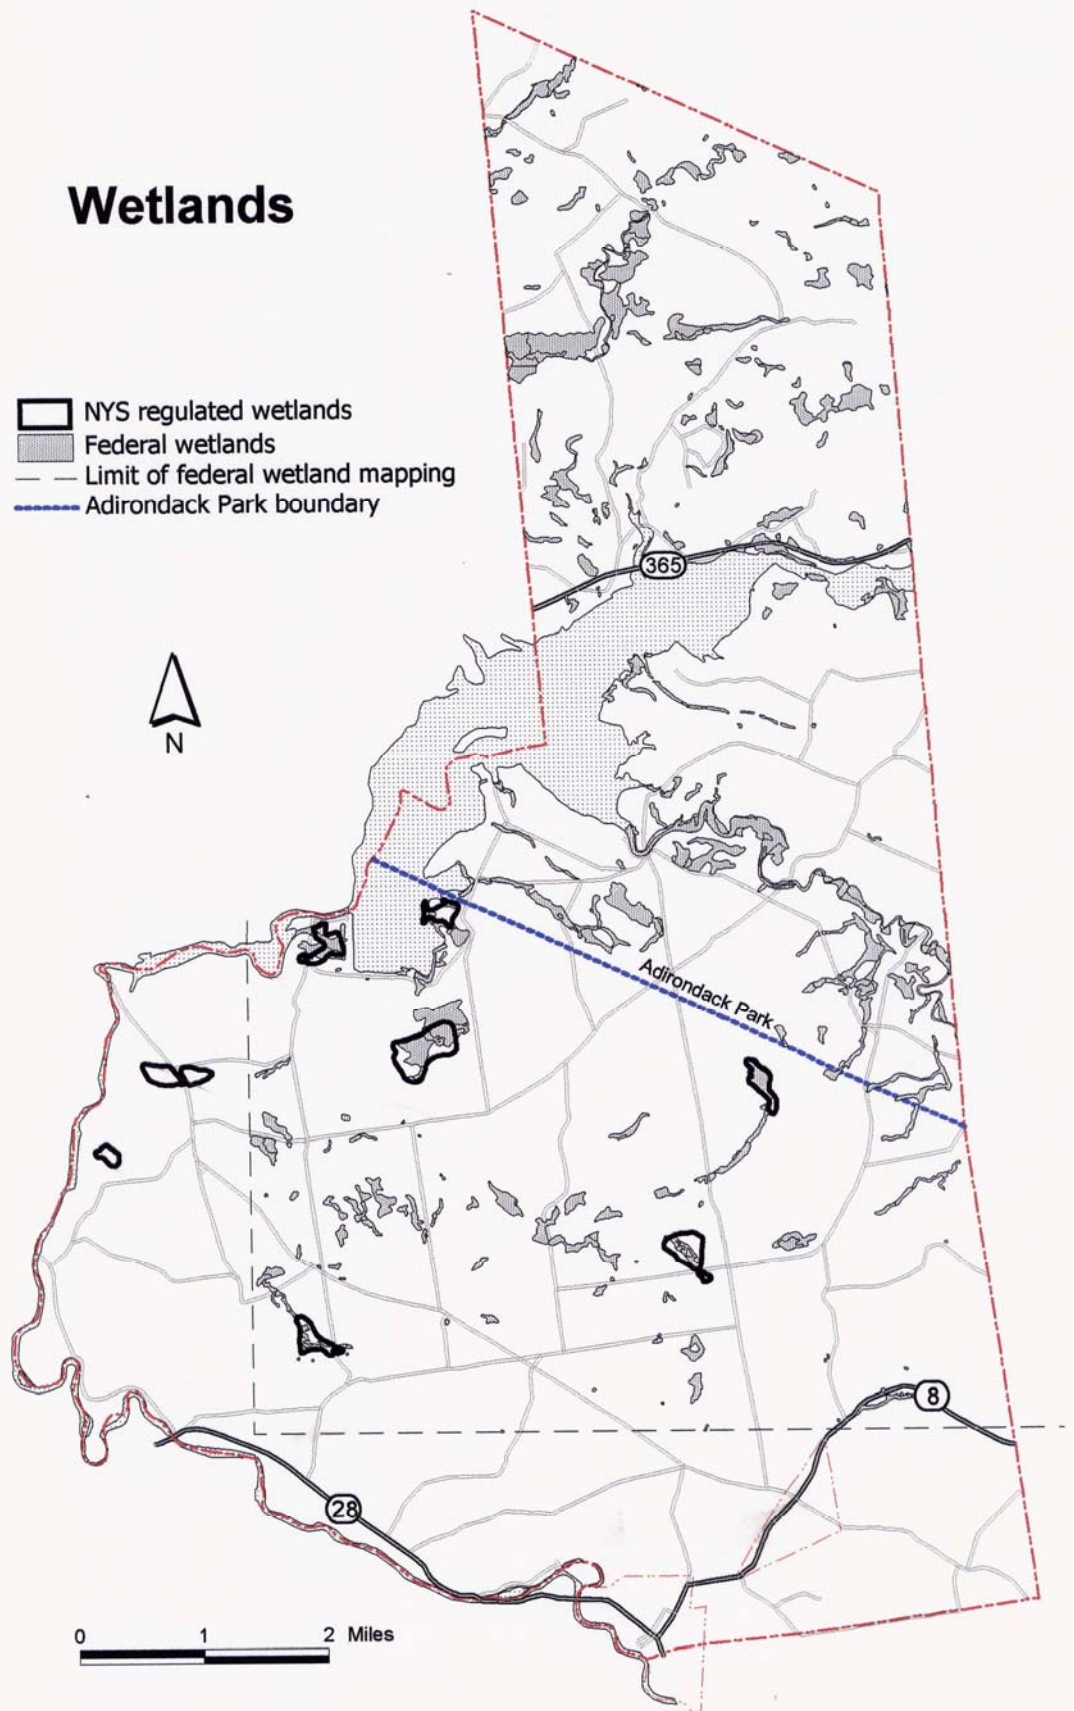 Wetlands
NYS regulated wetlands
Federal wetlands
Limit of federal wetland mapping
Adirondack Park boundary
365
N
Adirondack Park
8
28
0 1 2 Miles